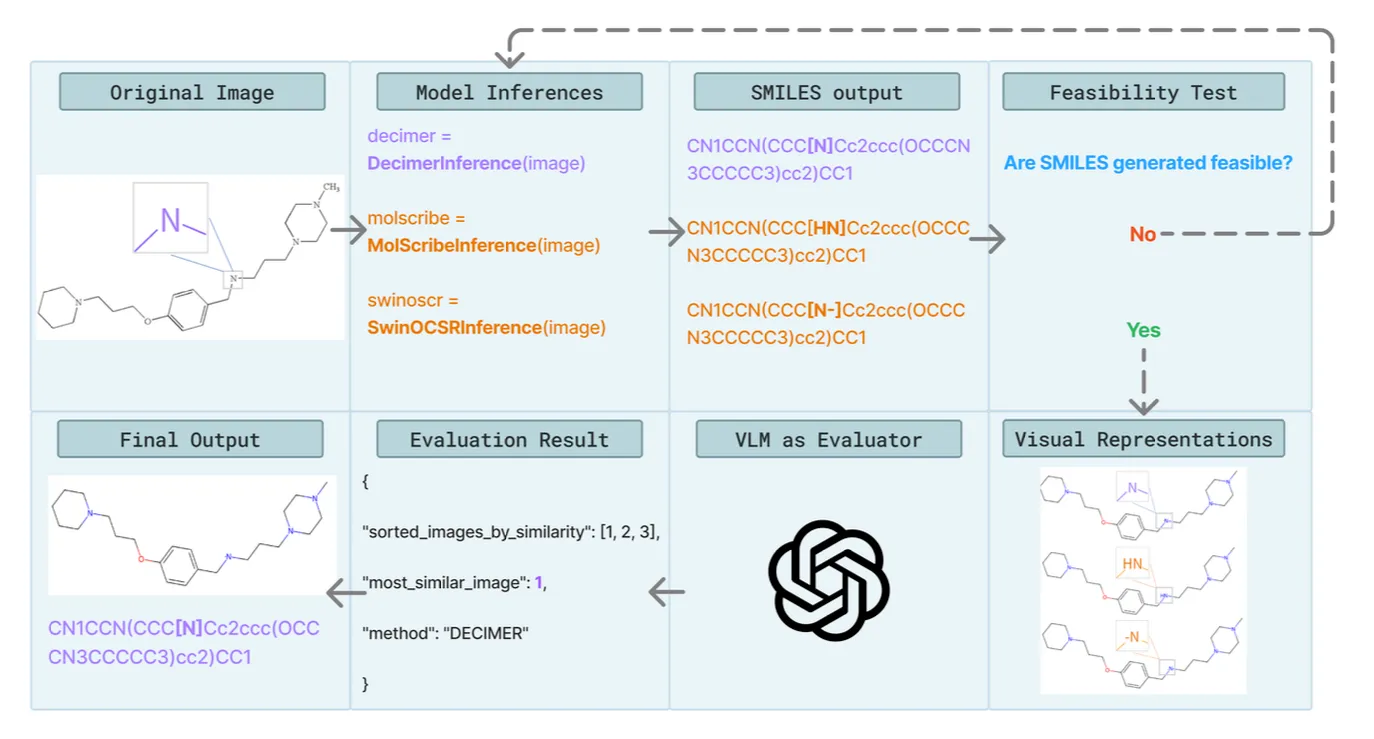 Original Image
N
CH₃
N
N
N
N
O
Model Inferences
decimer =
DecimerInference(image)
molscribe =
MolScribeInference(image)
swinoscr =
SwinOCSRInference(image)
SMILES output
CN1CCN(CCC[N]Cc2ccc(OCCCN
3CCCCC3)cc2)CC1
CN1CCN(CCC[HN]Cc2ccc(OCCC
N3CCCCC3)cc2)CC1
CN1CCN(CCC[N-]Cc2ccc(OCCC
N3CCCCC3)cc2)CC1
Feasibility Test
Are SMILES generated feasible?
No
Yes
Final Output
N
N
N
N
O
CN1CCN(CCC[N]Cc2ccc(OCC
CN3CCCCC3)cc2)CC1
Evaluation Result
{
"sorted_images_by_similarity": [1, 2, 3],
"most_similar_image": 1,
"method": "DECIMER"
}
VLM as Evaluator
Visual Representations
N
HN
-N